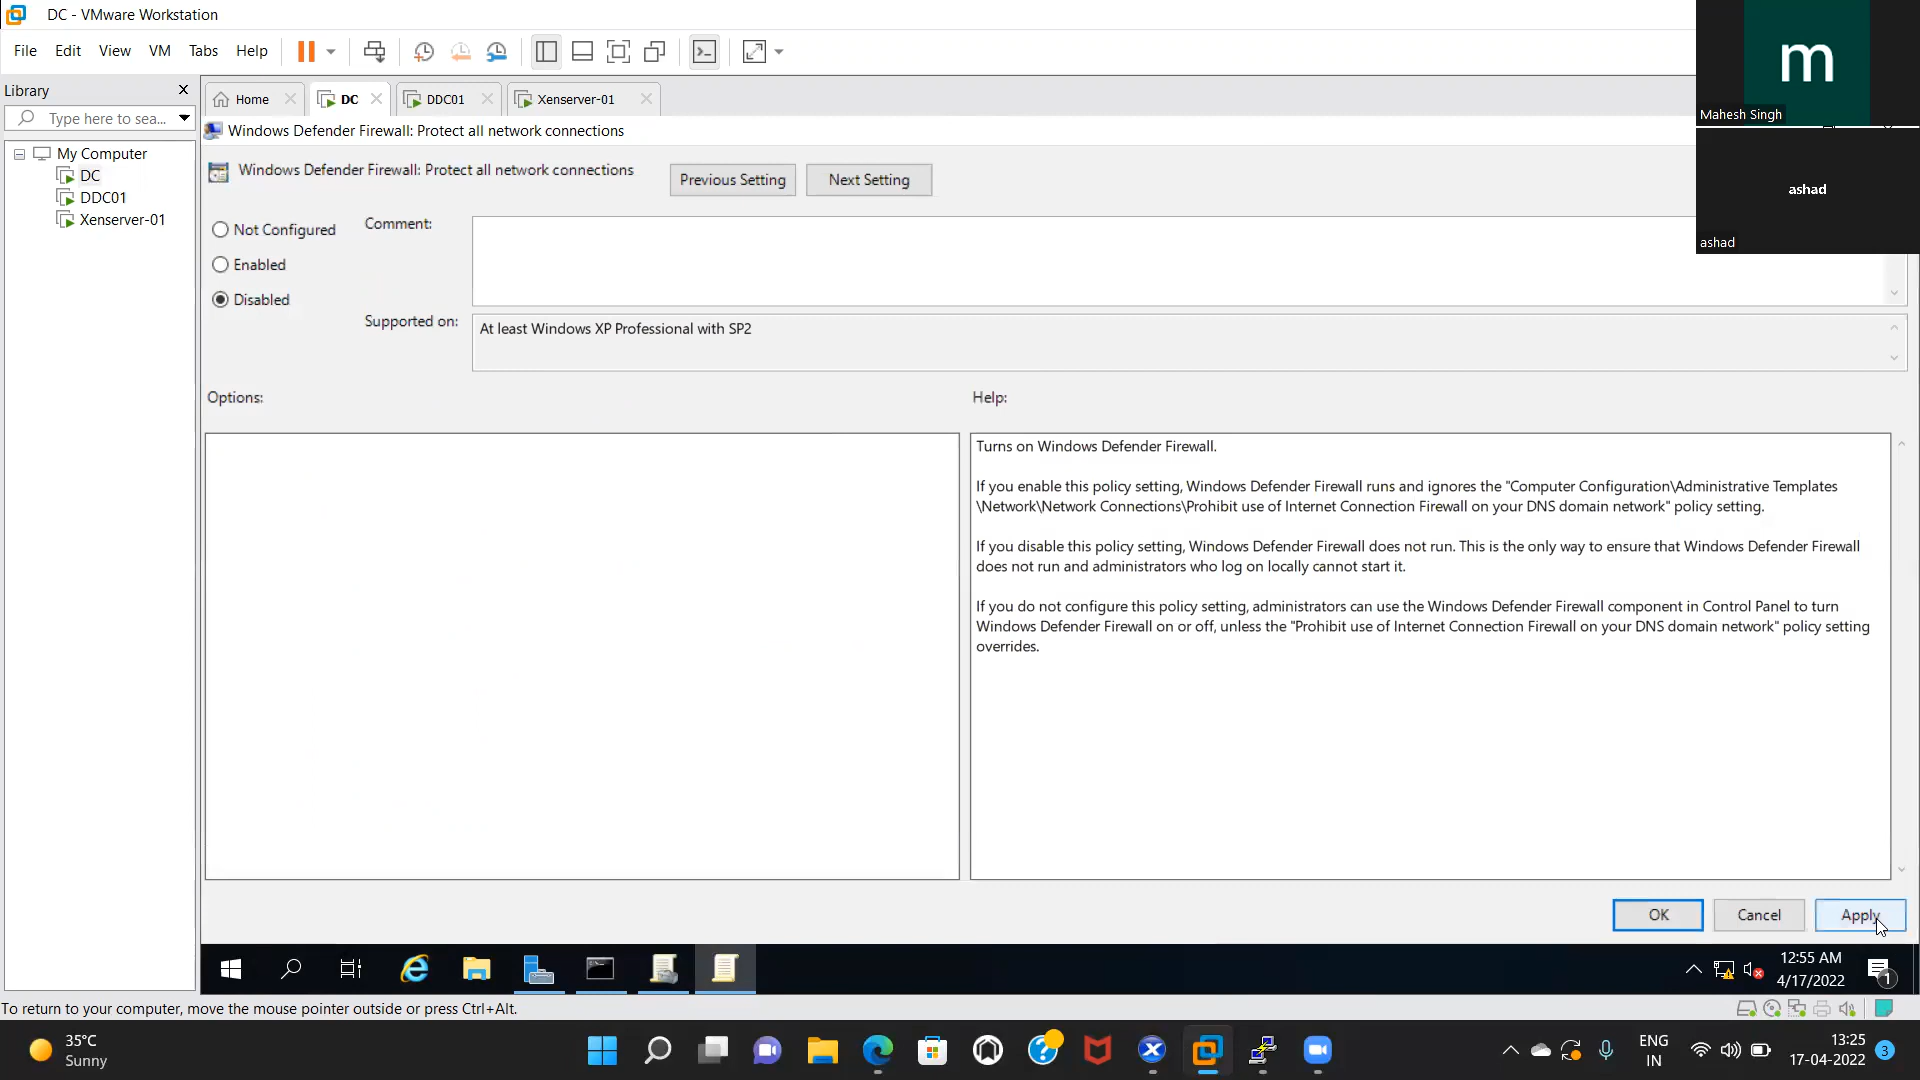 DC - VMware Workstation
File Edit View VM Tabs Help
Library
Type here to sea...
My Computer
DC
DDC01
Xenserver-01
Home
DC
DDC01
Xenserver-01
Windows Defender Firewall: Protect all network connections
Windows Defender Firewall: Protect all network connections
Previous Setting
Next Setting
Not Configured
Enabled
Disabled
Comment:
Supported on:
At least Windows XP Professional with SP2
Options:
Help:
Turns on Windows Defender Firewall.
If you enable this policy setting, Windows Defender Firewall runs and ignores the "Computer Configuration\Administrative Templates
\Network\Network Connections\Prohibit use of Internet Connection Firewall on your DNS domain network" policy setting.
If you disable this policy setting, Windows Defender Firewall does not run. This is the only way to ensure that Windows Defender Firewall
does not run and administrators who log on locally cannot start it.
If you do not configure this policy setting, administrators can use the Windows Defender Firewall component in Control Panel to turn
Windows Defender Firewall on or off, unless the "Prohibit use of Internet Connection Firewall on your DNS domain network" policy setting
overrides.
OK
Cancel
Apply
m
Mahesh Singh
ashad
ashad
12:55 AM
4/17/2022
1
To return to your computer, move the mouse pointer outside or press Ctrl+Alt.
35°C
Sunny
ENG
IN
13:25
17-04-2022
3